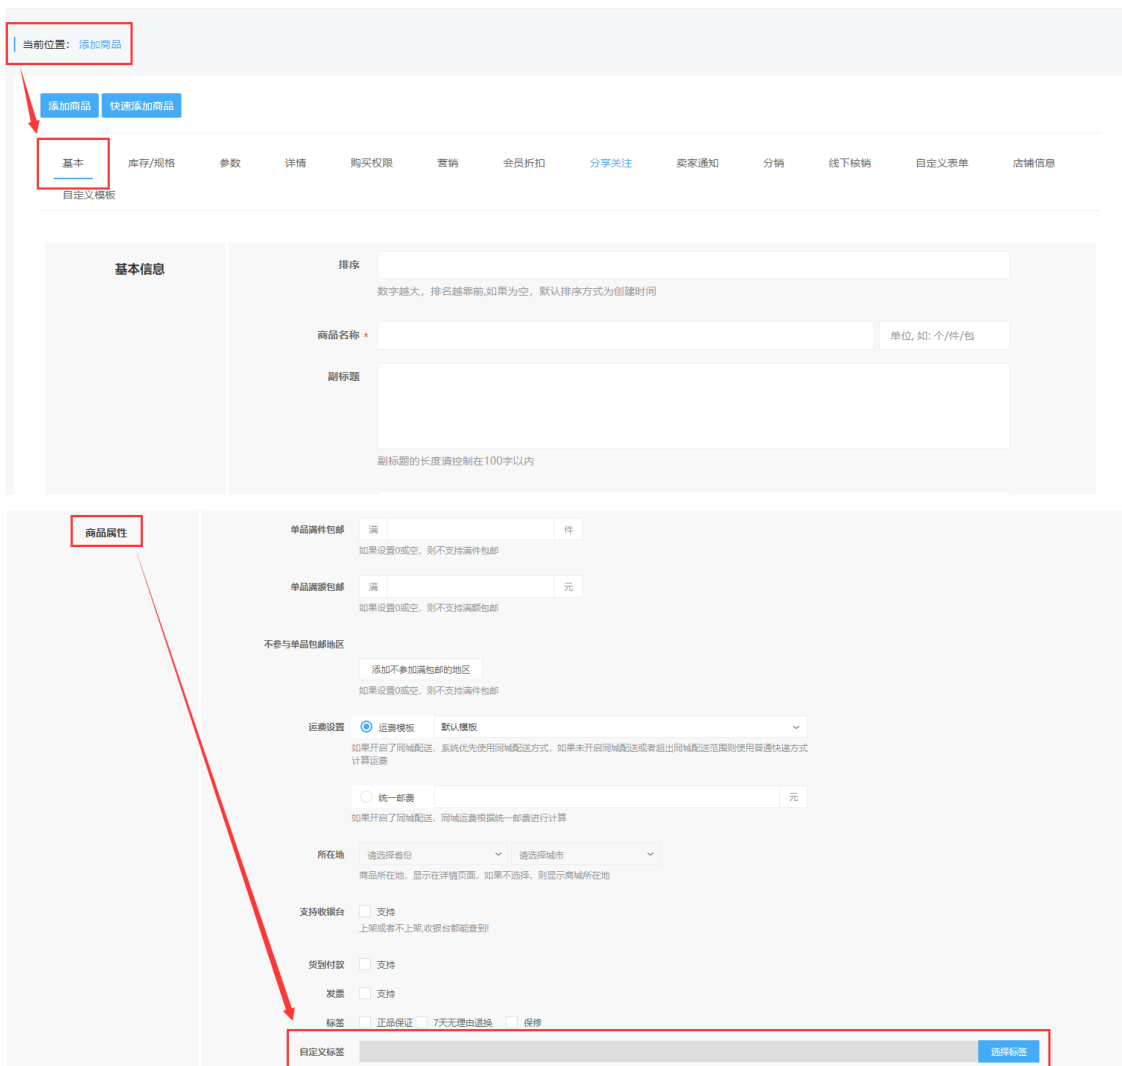 当前位置： 添加商品
添加商品 快速添加商品
基本 库存/规格 参数 详情 购买权限 营销 会员折扣 分享关注 卖家通知 分销 线下核销 自定义表单 店铺信息
自定义模板
基本信息
排序
数字越大，排名越靠前,如果为空，默认排序方式为创建时间
商品名称 * 单位, 如: 个/件/包
副标题
副标题的长度请控制在100字以内
商品属性
单品满件包邮 满 件
如果设置0或空，则不支持满件包邮
单品满额包邮 满 元
如果设置0或空，则不支持满额包邮
不参与单品包邮地区
添加不参加满包邮的地区
如果设置0或空，则不支持满件包邮
运费设置 运费模板 默认模板
如果开启了同城配送，系统优先使用同城配送方式，如果未开启同城配送或者超出同城配送范围则使用普通快递方式
计算运费
统一邮费 元
如果开启了同城配送，同城运费根据统一邮费进行计算
所在地 请选择省份 请选择城市
商品所在地，显示在详情页面，如果不选择，则显示商城所在地
支持收银台 支持
上架或者不上架,收银台都能查到!
货到付款 支持
发票 支持
标签 正品保证 7天无理由退换 保修
自定义标签 选择标签